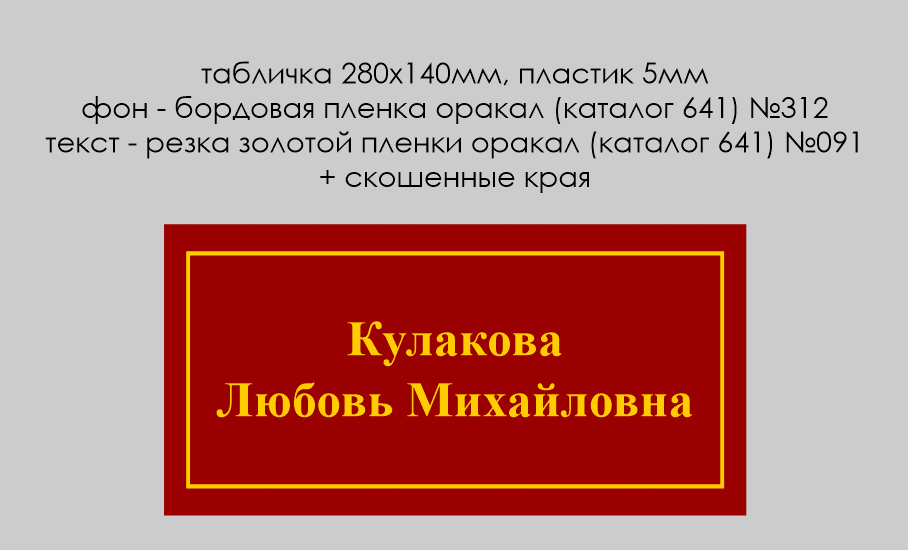 табличка 280х140мм, пластик 5мм
фон - бордовая пленка оракал (каталог 641) №312
текст - резка золотой пленки оракал (каталог 641) №091
+ скошенные края
Кулакова
Любовь Михайловна